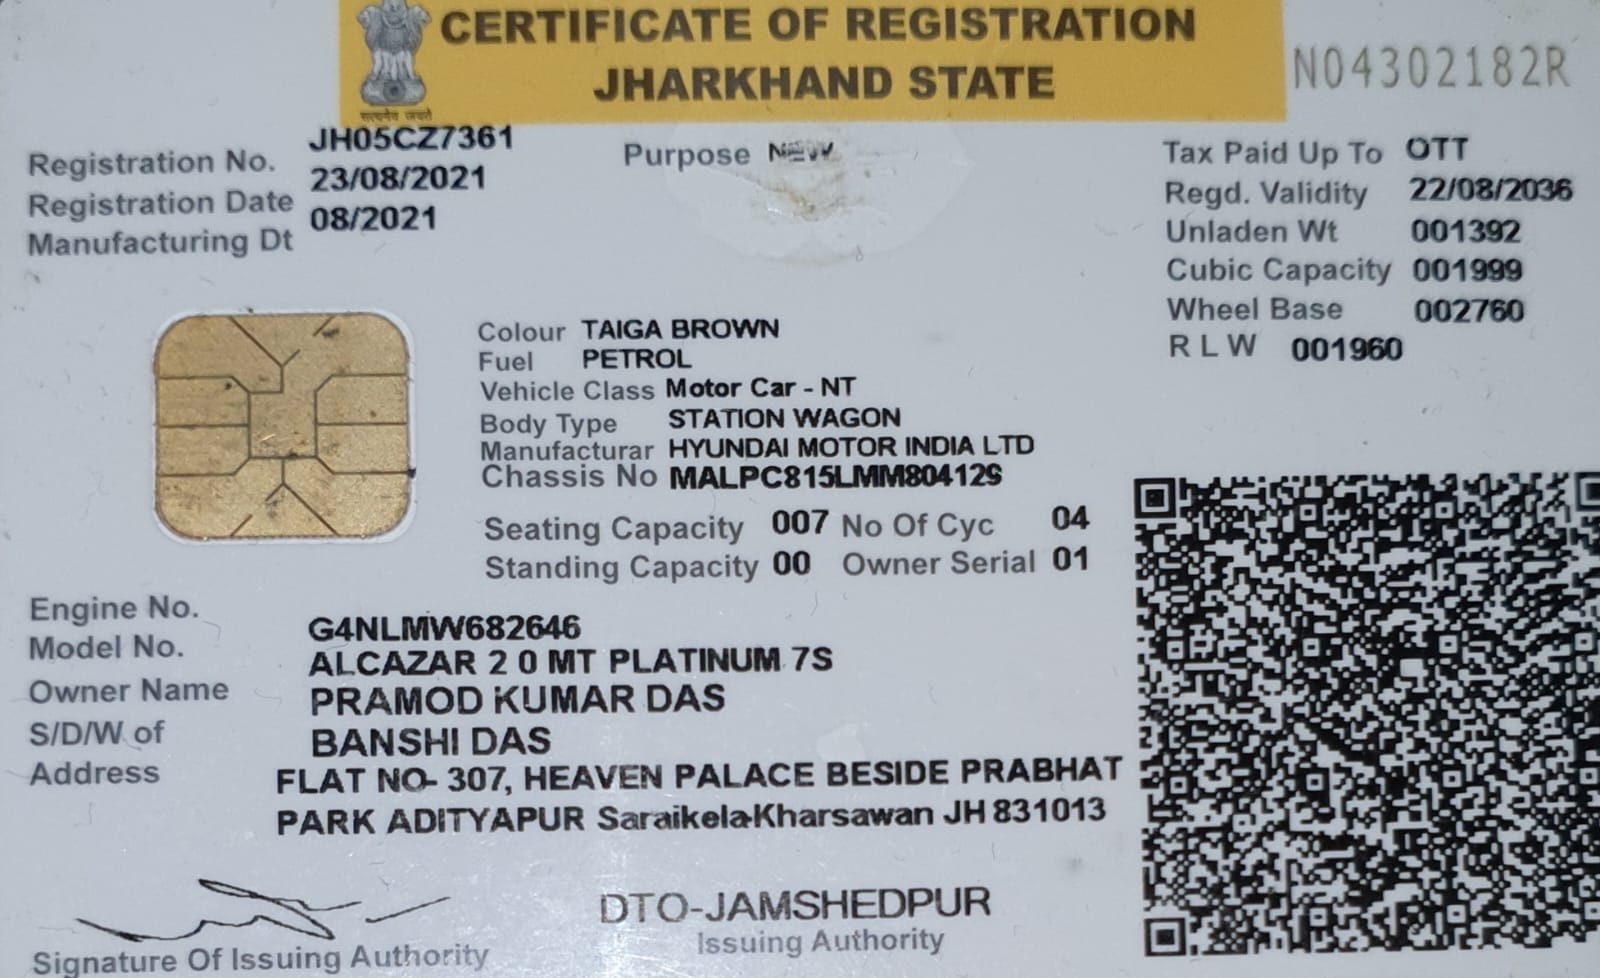 CERTIFICATE OF REGISTRATION
JHARKHAND STATE
N04302182R
सत्यमेव जयते
Registration No. JH05CZ7361
Registration Date 23/08/2021
Manufacturing Dt 08/2021
Purpose NEW
Tax Paid Up To OTT
Regd. Validity 22/08/2036
Unladen Wt 001392
Cubic Capacity 001999
Wheel Base 002760
R L W 001960
Colour TAIGA BROWN
Fuel PETROL
Vehicle Class Motor Car - NT
Body Type STATION WAGON
Manufacturar HYUNDAI MOTOR INDIA LTD
Chassis No MALPC815LMM80412S
Seating Capacity 007 No Of Cyc 04
Standing Capacity 00 Owner Serial 01
Engine No. G4NLMW682646
Model No. ALCAZAR 2 0 MT PLATINUM 7S
Owner Name PRAMOD KUMAR DAS
S/D/W of BANSHI DAS
Address FLAT NO- 307, HEAVEN PALACE BESIDE PRABHAT
PARK ADITYAPUR Saraikela-Kharsawan JH 831013
DTO-JAMSHEDPUR
Signature Of Issuing Authority
Issuing Authority